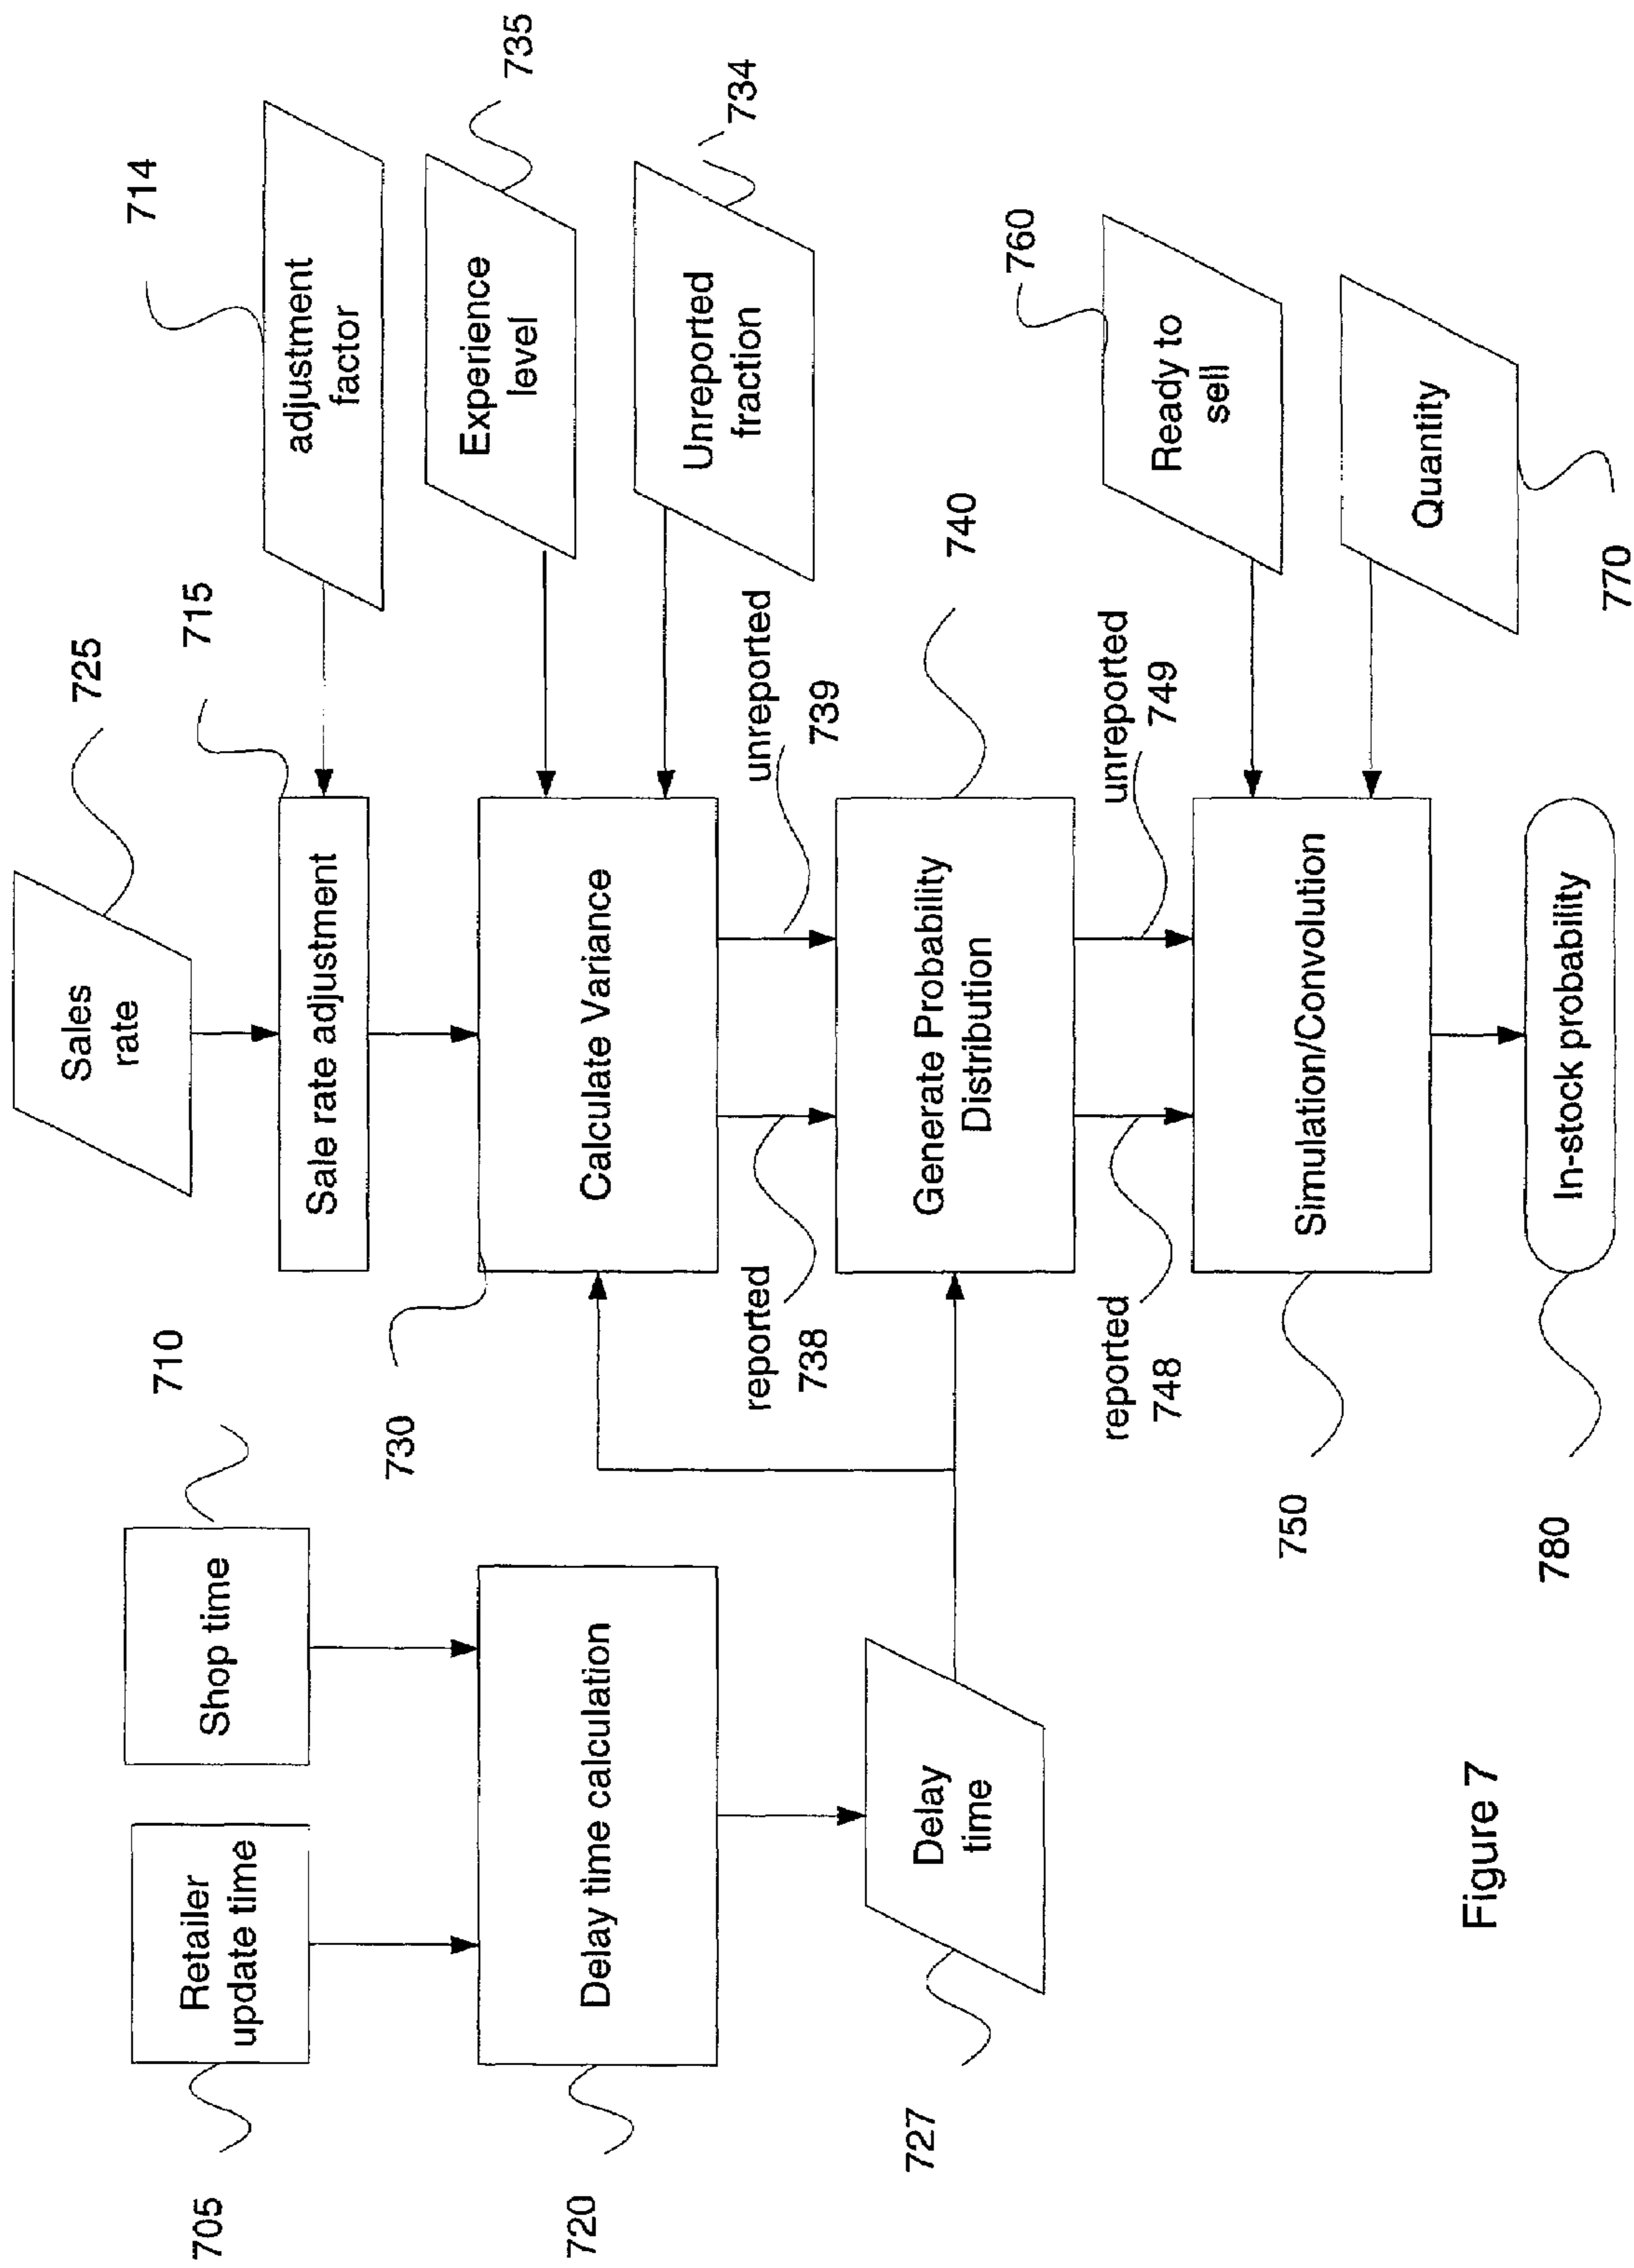 725
Sales
rate
714
715
adjustment
factor
Sale rate adjustment
735
710
Retailer
update time
Shop time
705
730
Experience
level
Calculate Variance
734
Delay time calculation
720
Unreported
fraction
reported
738
unreported
739
740
Delay
time
727
Generate Probability
Distribution
760
reported
748
unreported
749
Ready to
sell
Simulation/Convolution
750
Quantity
770
In-stock probability
780
Figure 7